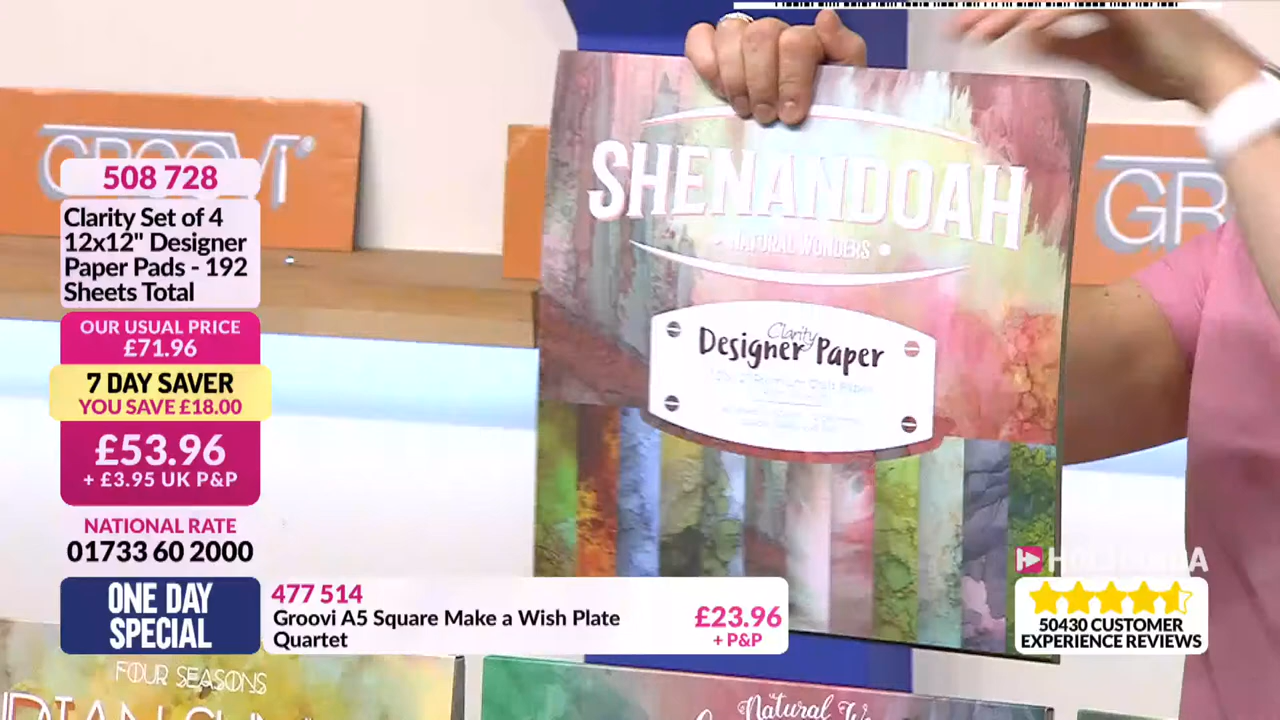 GROOVI®
508 728
Clarity Set of 4
12x12" Designer
Paper Pads - 192
Sheets Total
OUR USUAL PRICE
£71.96
7 DAY SAVER
YOU SAVE £18.00
£53.96
+ £3.95 UK P&P
NATIONAL RATE
01733 60 2000
ONE DAY
SPECIAL
477 514
Groovi A5 Square Make a Wish Plate
Quartet
£23.96
+ P&P
SHENANDOAH
NATURAL WONDERS
Clarity
Designer Paper
GR
50430 CUSTOMER
EXPERIENCE REVIEWS
FOUR SEASONS
Natural